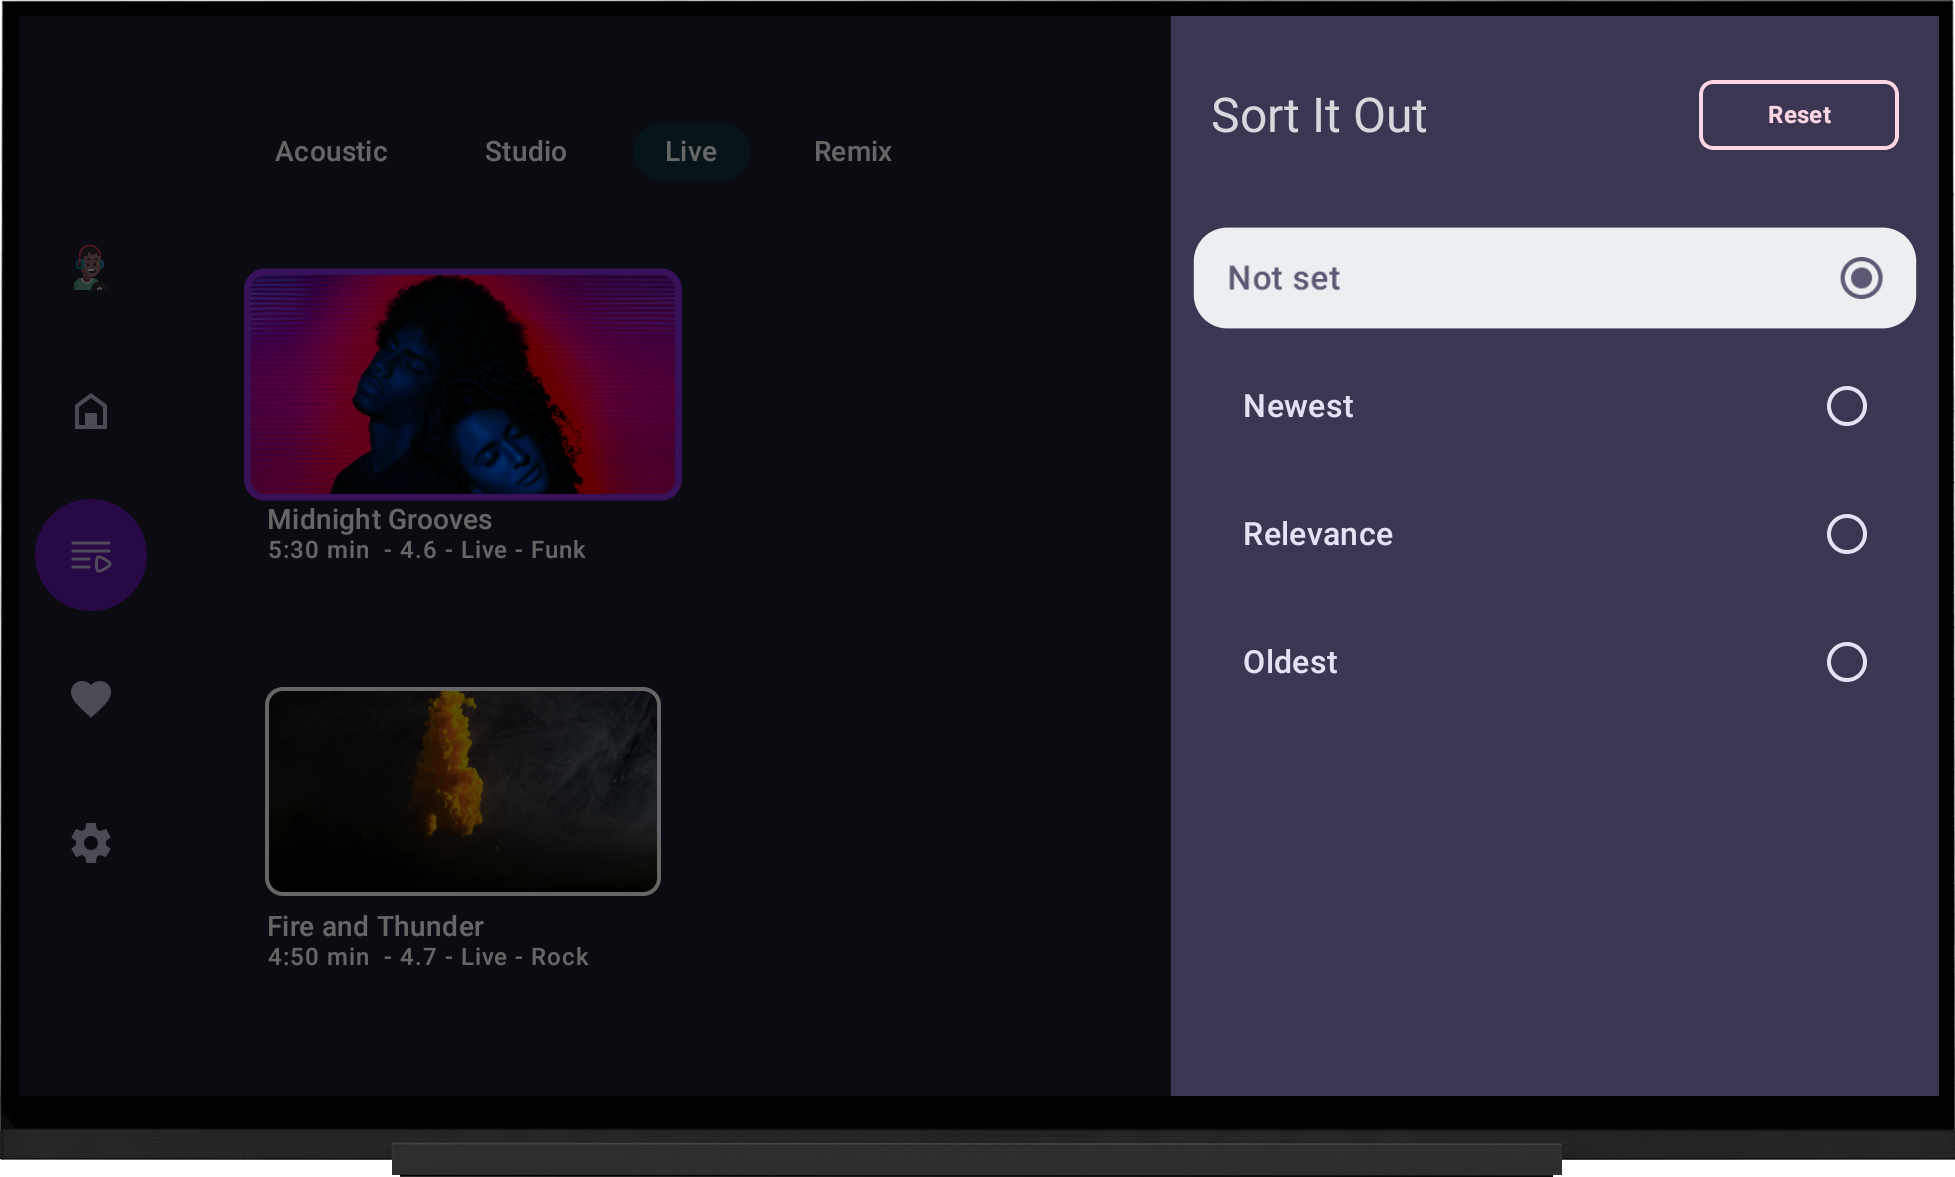 Acoustic
Studio
Live
Remix
Midnight Grooves
5:30 min - 4.6 - Live - Funk
Fire and Thunder
4:50 min - 4.7 - Live - Rock
Sort It Out
Reset
Not set
Newest
Relevance
Oldest